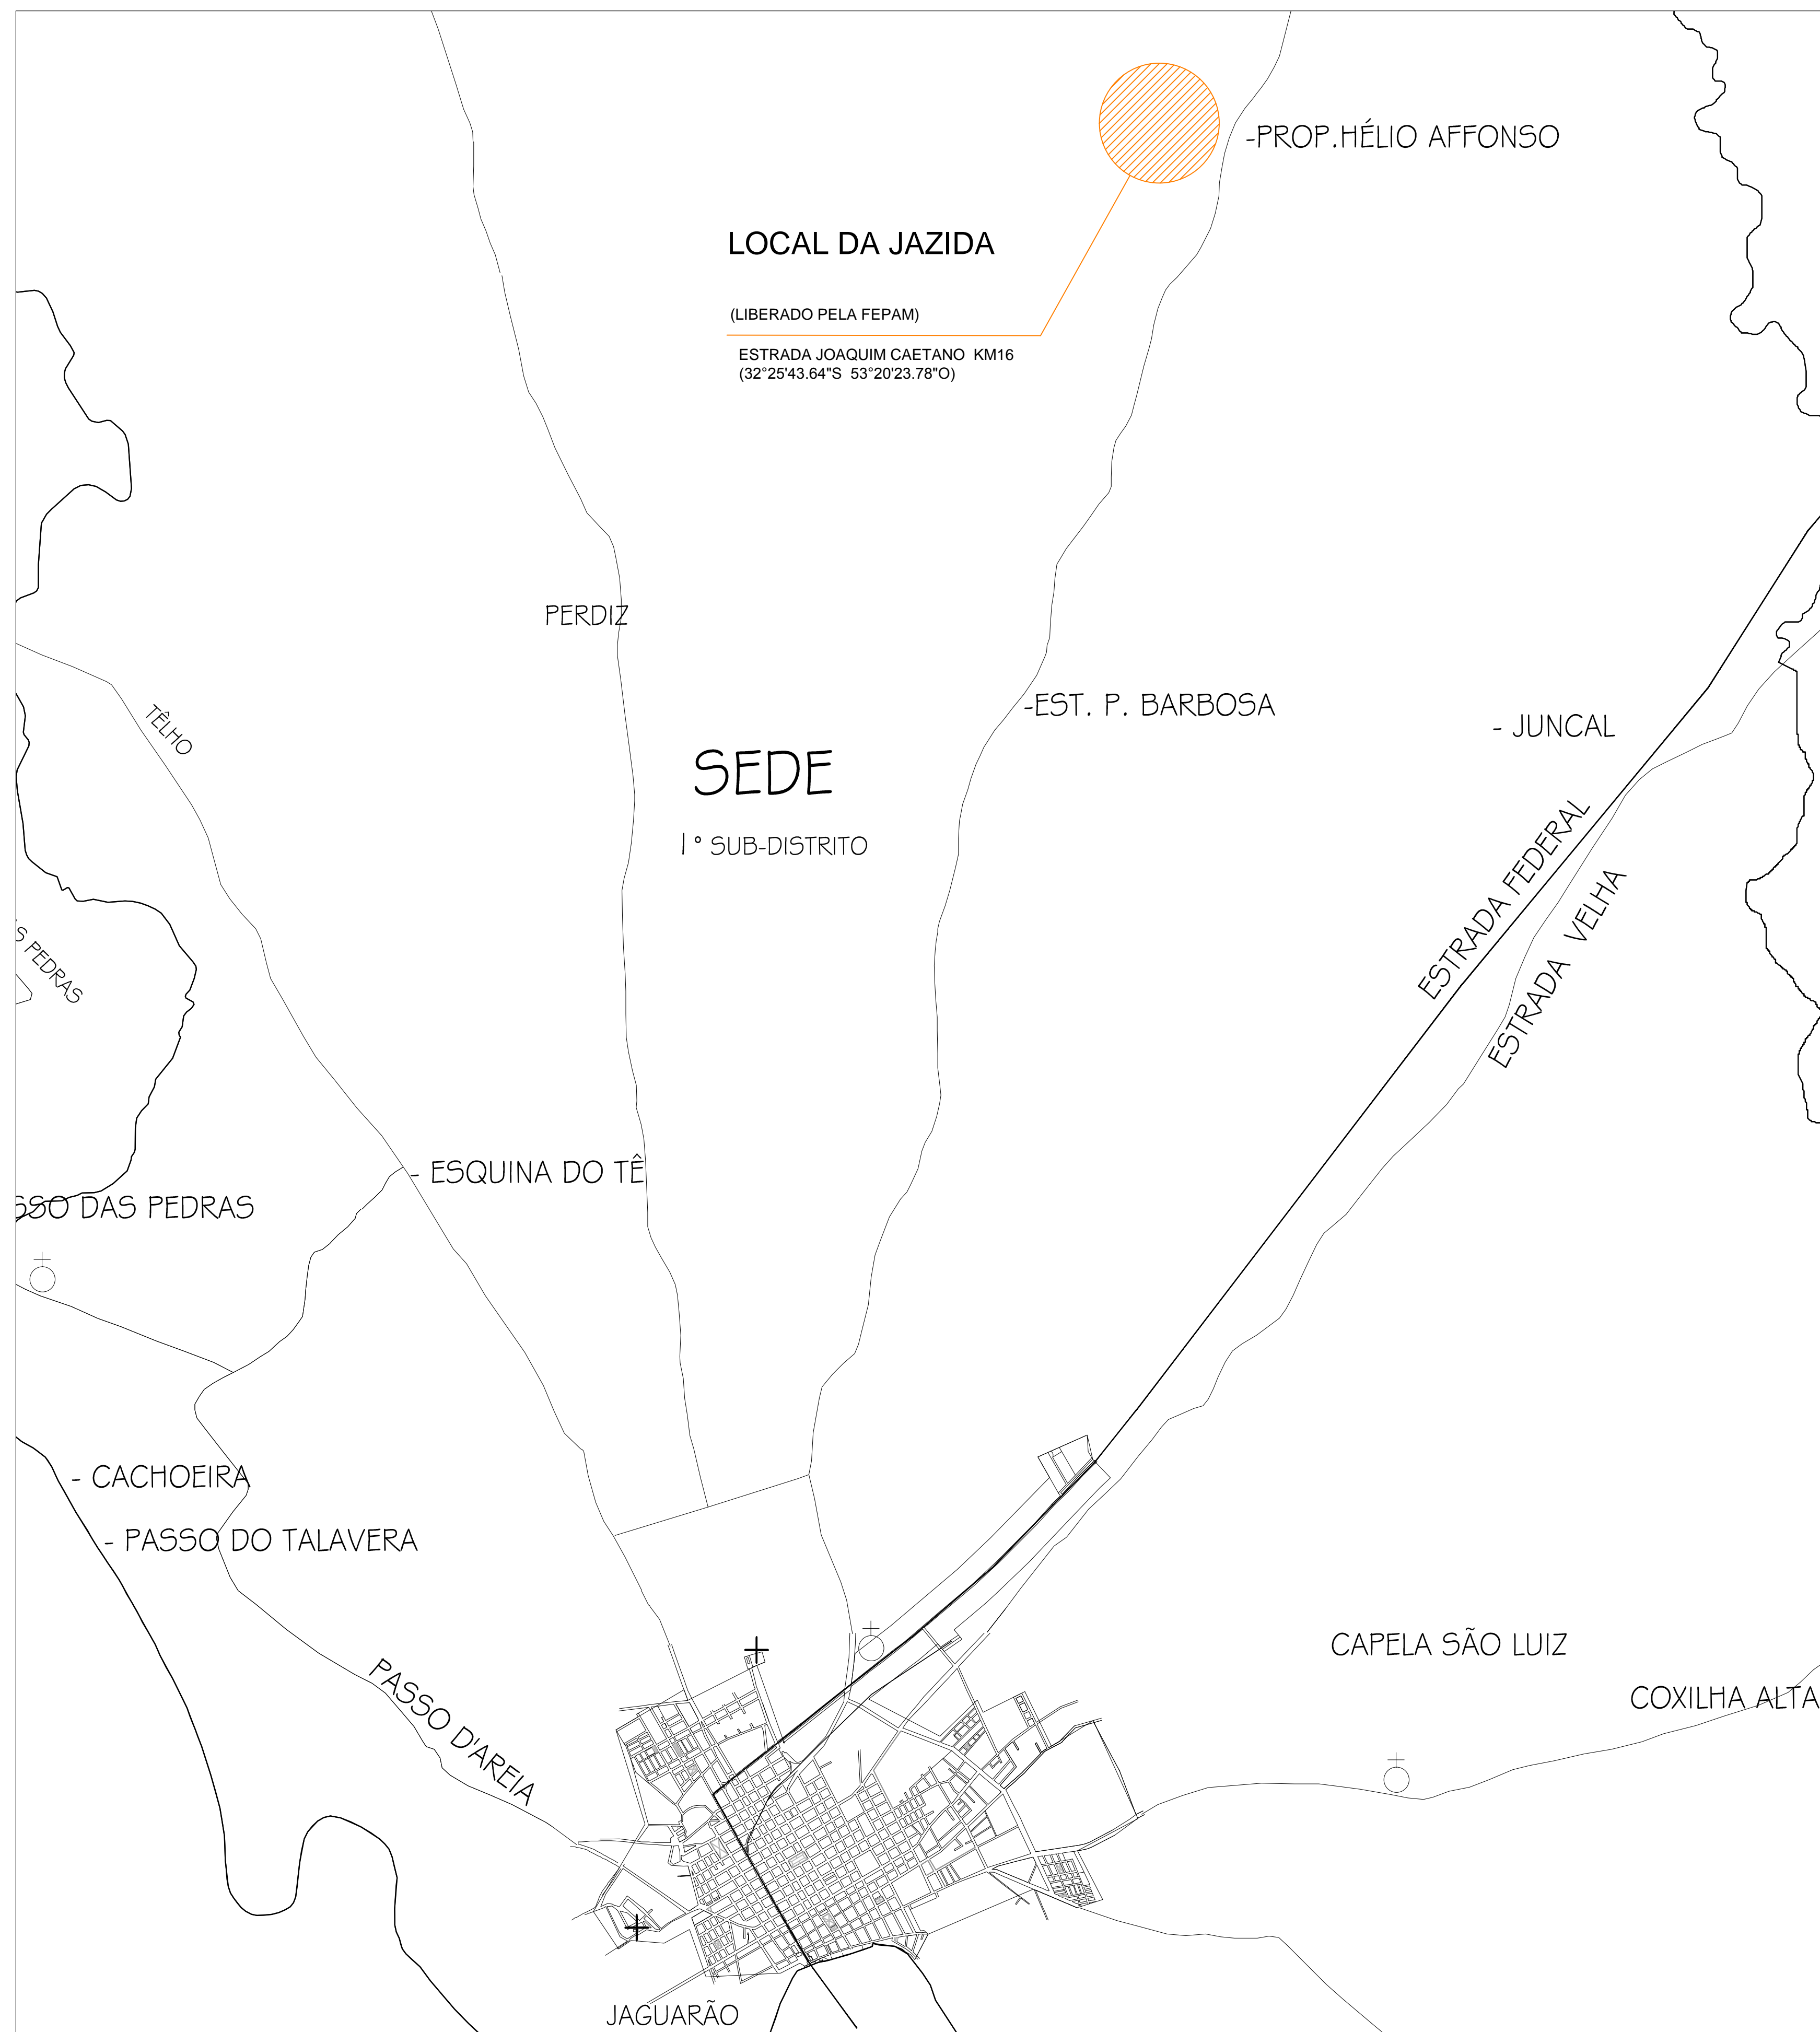 -PROP.HÉLIO AFFONSO
LOCAL DA JAZIDA
(LIBERADO PELA FEPAM)
ESTRADA JOAQUIM CAETANO KM16
(32°25'43.64"S 53°20'23.78"O)
PERDIZ
-EST. P. BARBOSA
- JUNCAL
TÊLHO
SEDE
1° SUB-DISTRITO
ESTRADA FEDERAL
ESTRADA VELHA
S PEDRAS
- ESQUINA DO TÊ
SSO DAS PEDRAS
- CACHOEIRA
- PASSO DO TALAVERA
CAPELA SÃO LUIZ
COXILHA ALTA
PASSO D'AREIA
JAGUARÃO